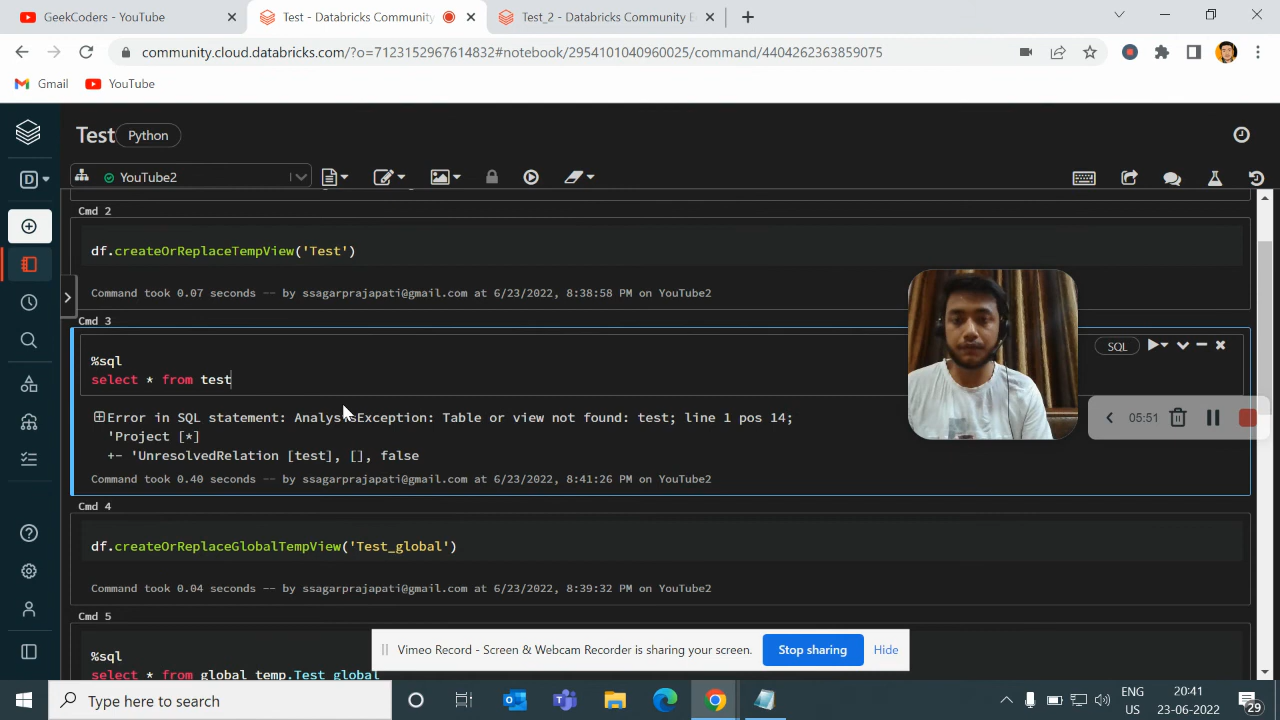 GeekCoders - YouTube
Test - Databricks Community
Test_2 - Databricks Community E
community.cloud.databricks.com/?o=7123152967614832#notebook/2954101040960025/command/4404262363859075
Gmail
YouTube
Test
Python
YouTube2
Cmd 2
df.createOrReplaceTempView('Test')
Command took 0.07 seconds -- by ssagarprajapati@gmail.com at 6/23/2022, 8:38:58 PM on YouTube2
Cmd 3
SQL
%sql
select * from test
Error in SQL statement: AnalysisException: Table or view not found: test; line 1 pos 14;
'Project [*]
+- 'UnresolvedRelation [test], [], false
Command took 0.40 seconds -- by ssagarprajapati@gmail.com at 6/23/2022, 8:41:26 PM on YouTube2
05:51
Cmd 4
df.createOrReplaceGlobalTempView('Test_global')
Command took 0.04 seconds -- by ssagarprajapati@gmail.com at 6/23/2022, 8:39:32 PM on YouTube2
Cmd 5
%sql
select * from global_temp.Test_global
Vimeo Record - Screen & Webcam Recorder is sharing your screen.
Stop sharing
Hide
Type here to search
ENG
US
20:41
23-06-2022
29